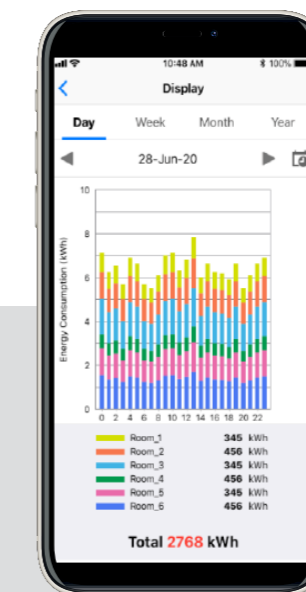 10:48 AM
100%
Display
Day Week Month Year
28-Jun-20
Energy Consumption (kWh)
10
8
6
4
2
0
0 2 4 6 8 10 12 14 16 18 20 22
Room_1 345 kWh
Room_2 456 kWh
Room_3 345 kWh
Room_4 456 kWh
Room_5 345 kWh
Room_6 456 kWh
Total 2768 kWh